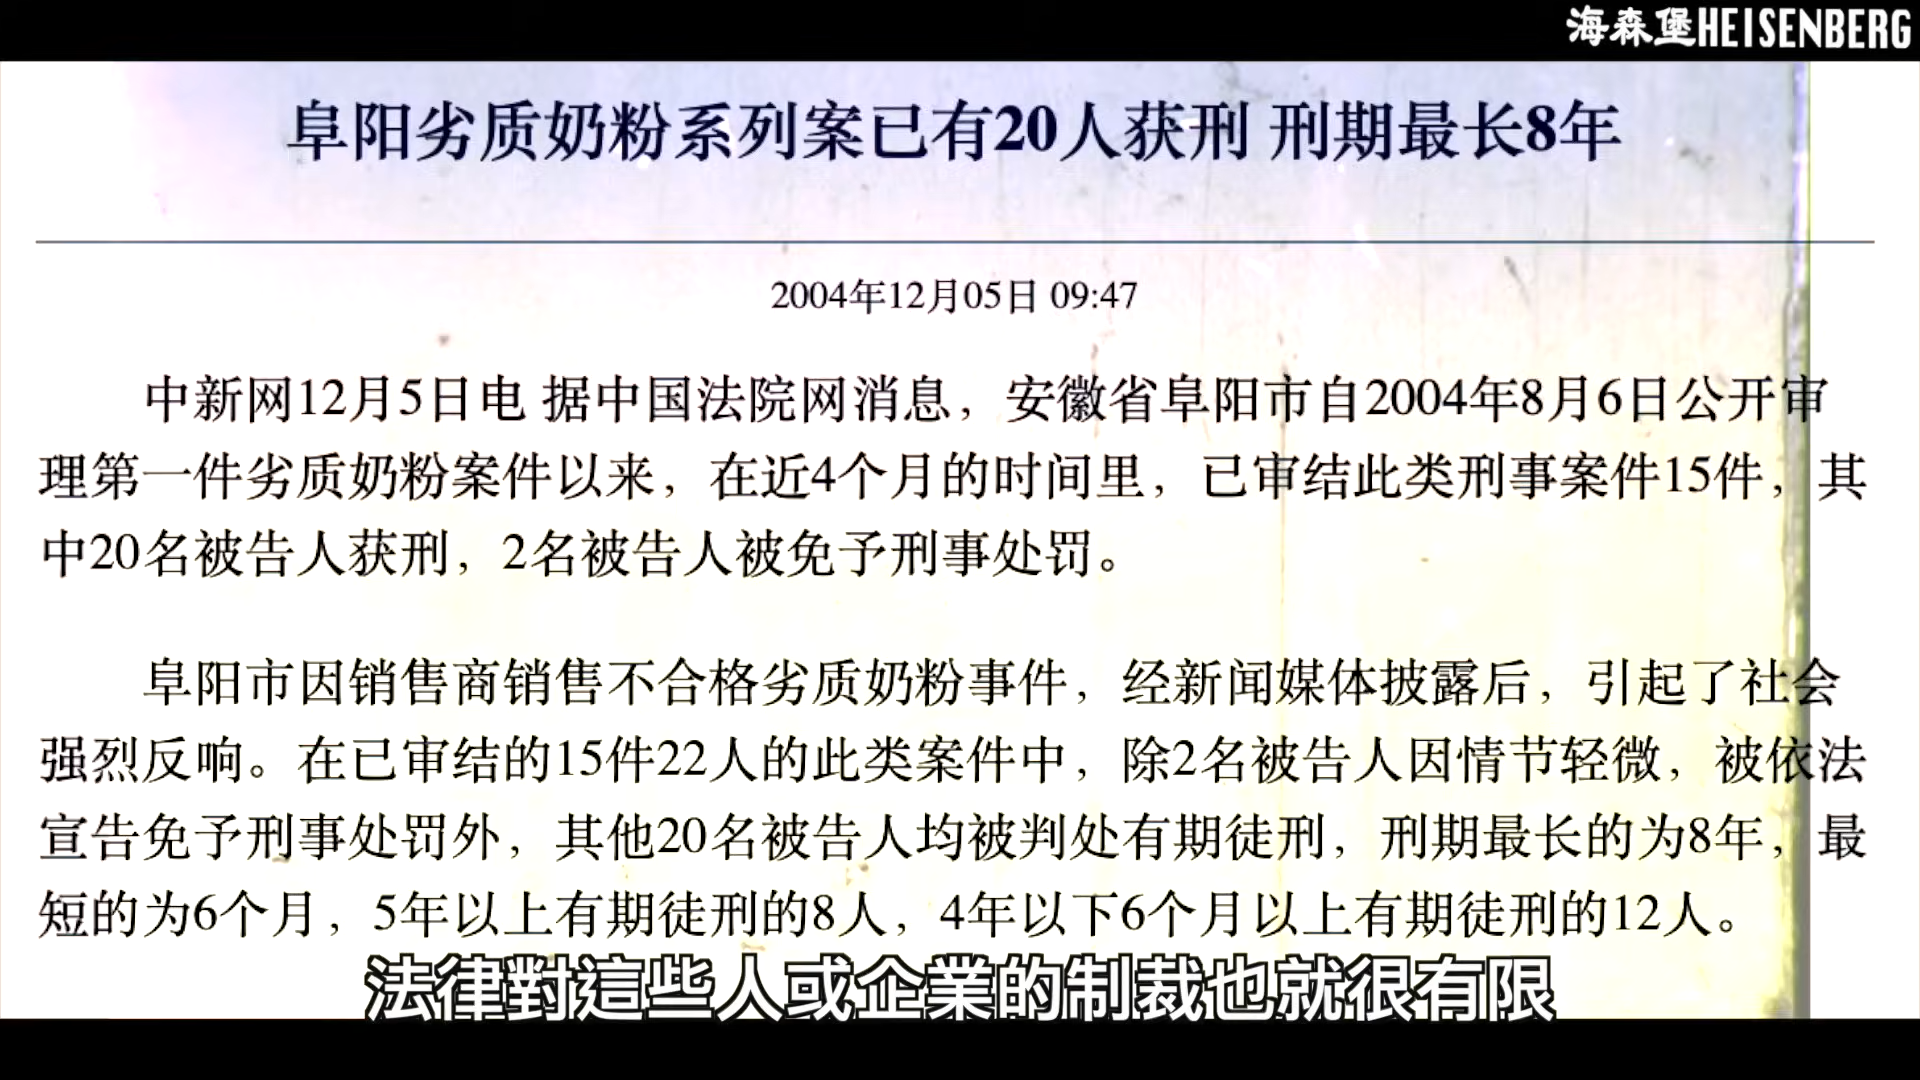 海森堡HEISENBERG
阜阳劣质奶粉系列案已有20人获刑 刑期最长8年
2004年12月05日 09:47
中新网12月5日电 据中国法院网消息，安徽省阜阳市自2004年8月6日公开审
理第一件劣质奶粉案件以来，在近4个月的时间里，已审结此类刑事案件15件，其
中20名被告人获刑，2名被告人被免予刑事处罚。
阜阳市因销售商销售不合格劣质奶粉事件，经新闻媒体披露后，引起了社会
强烈反响。在已审结的15件22人的此类案件中，除2名被告人因情节轻微，被依法
宣告免予刑事处罚外，其他20名被告人均被判处有期徒刑，刑期最长的为8年，最
短的为6个月，5年以上有期徒刑的8人，4年以下6个月以上有期徒刑的12人。
法律對這些人或企業的制裁也就很有限